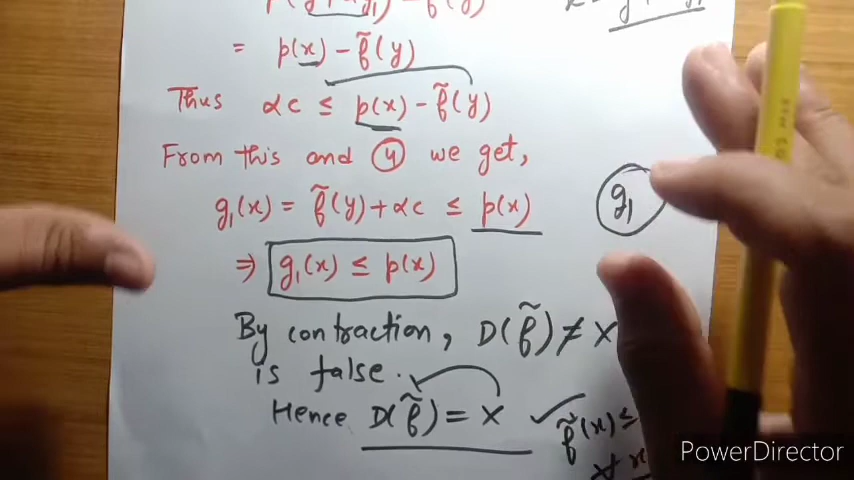 = p(x) - f̃(y)
Thus αc ≤ p(x) - f̃(y)
From this and ④ we get,
g₁(x) = f̃(y) + αc ≤ p(x)
g₁
⇒ g₁(x) ≤ p(x)
By contraction, D(f̃) ≠ X
is false.
Hence D(f̃) = X ✓
f̃(x) ≤
∀ x
PowerDirector